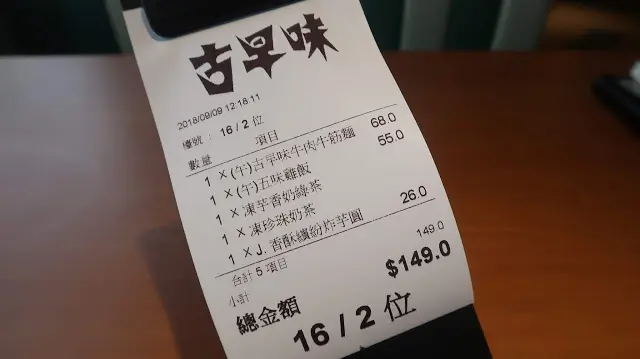 古早味
2018/09/09 12:18:11
檯號: 16 / 2 位
數量 項目
1 X (午)古早味牛肉牛筋麵 68.0
1 X (午)五味雞飯 55.0
1 X 凍芋香奶綠茶
1 X 凍珍珠奶茶
1 X J. 香酥繽紛炸芋圓 26.0
合計 5 項目
小計 149.0
總金額 $149.0
16 / 2 位